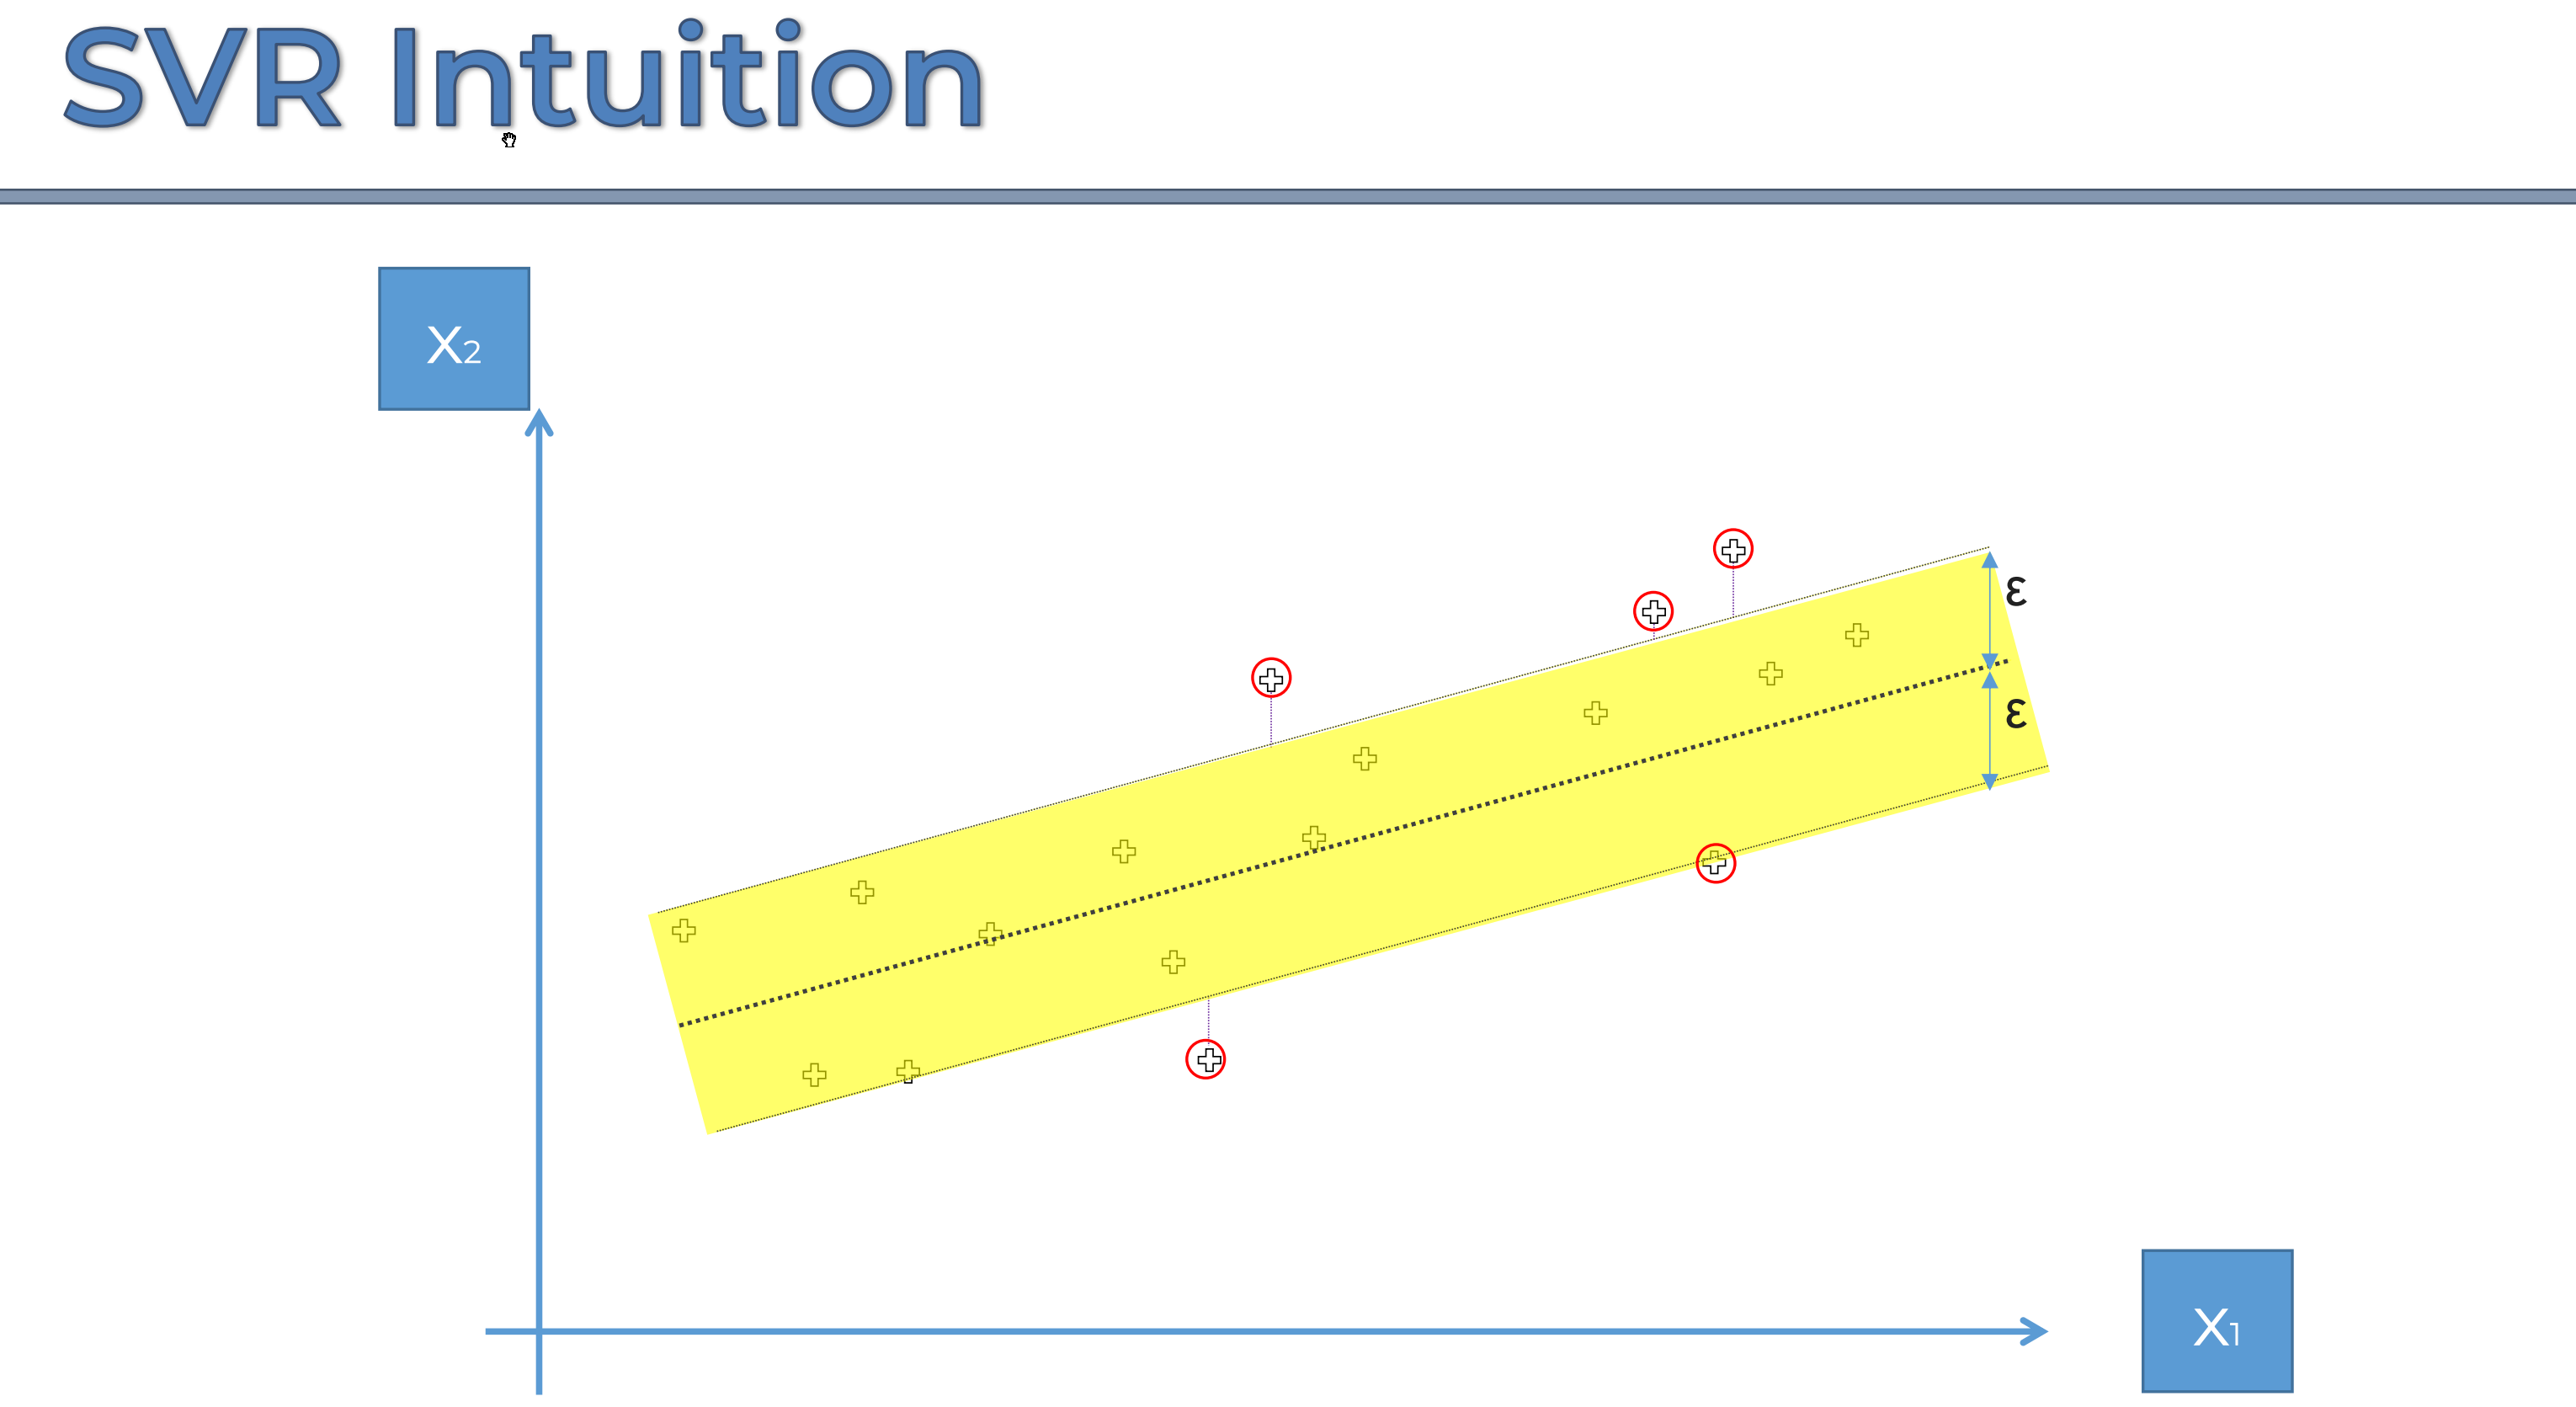 SVR Intuition
X₂
ε
ε
X₁